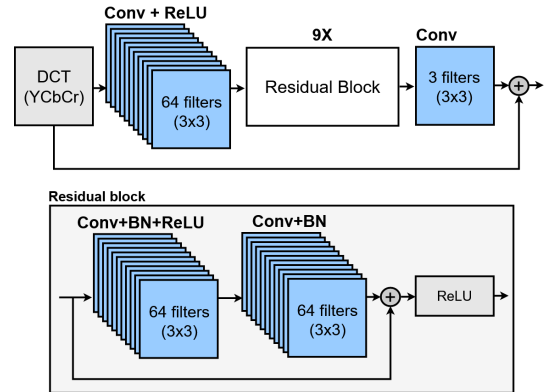 Conv + ReLU
9X
Conv
DCT
(YCbCr)
64 filters
(3x3)
Residual Block
3 filters
(3x3)
+
Residual block
Conv+BN+ReLU
Conv+BN
64 filters
(3x3)
64 filters
(3x3)
+
ReLU